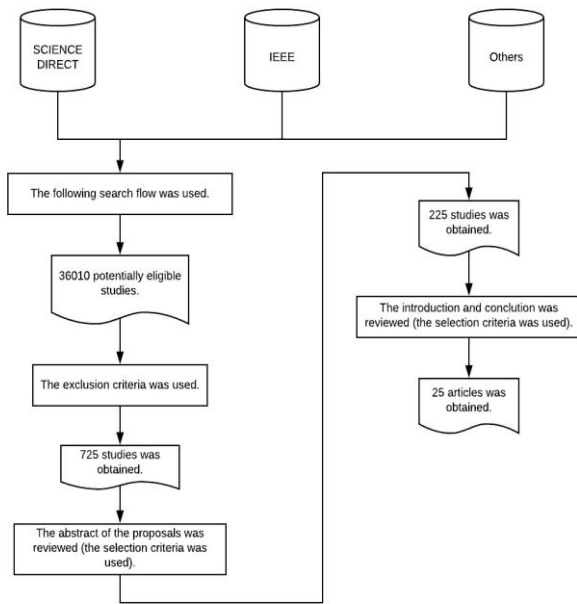 SCIENCE
DIRECT
IEEE
Others
The following search flow was used.
36010 potentially eligible
studies.
The exclusion criteria was used.
725 studies was
obtained.
The abstract of the proposals was
reviewed (the selection criteria was
used).
225 studies was
obtained.
The introduction and conclution was
reviewed (the selection criteria was used).
25 articles was
obtained.